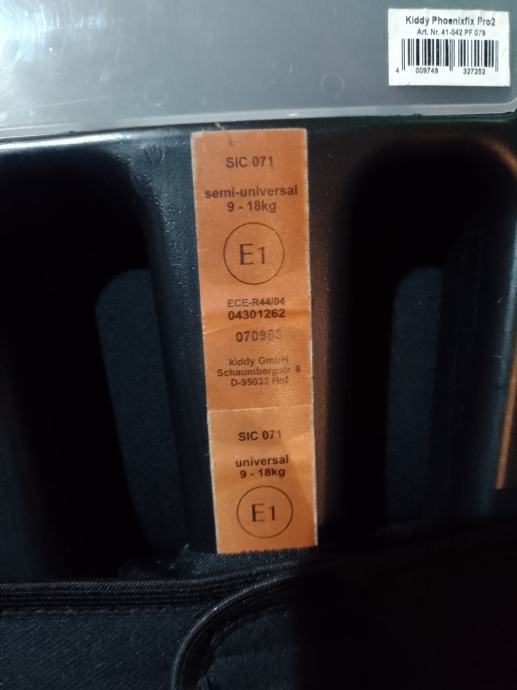 Kiddy Phoenixfix Pro2
Art. Nr. 41-542 PF 079
4 009749 327252
SIC 071
semi-universal
9 - 18kg
E1
ECE-R44/04
04301262
kiddy GmbH
Schaumbergstr 8
D-95032 Hof
SIC 071
universal
9 - 18kg
E1